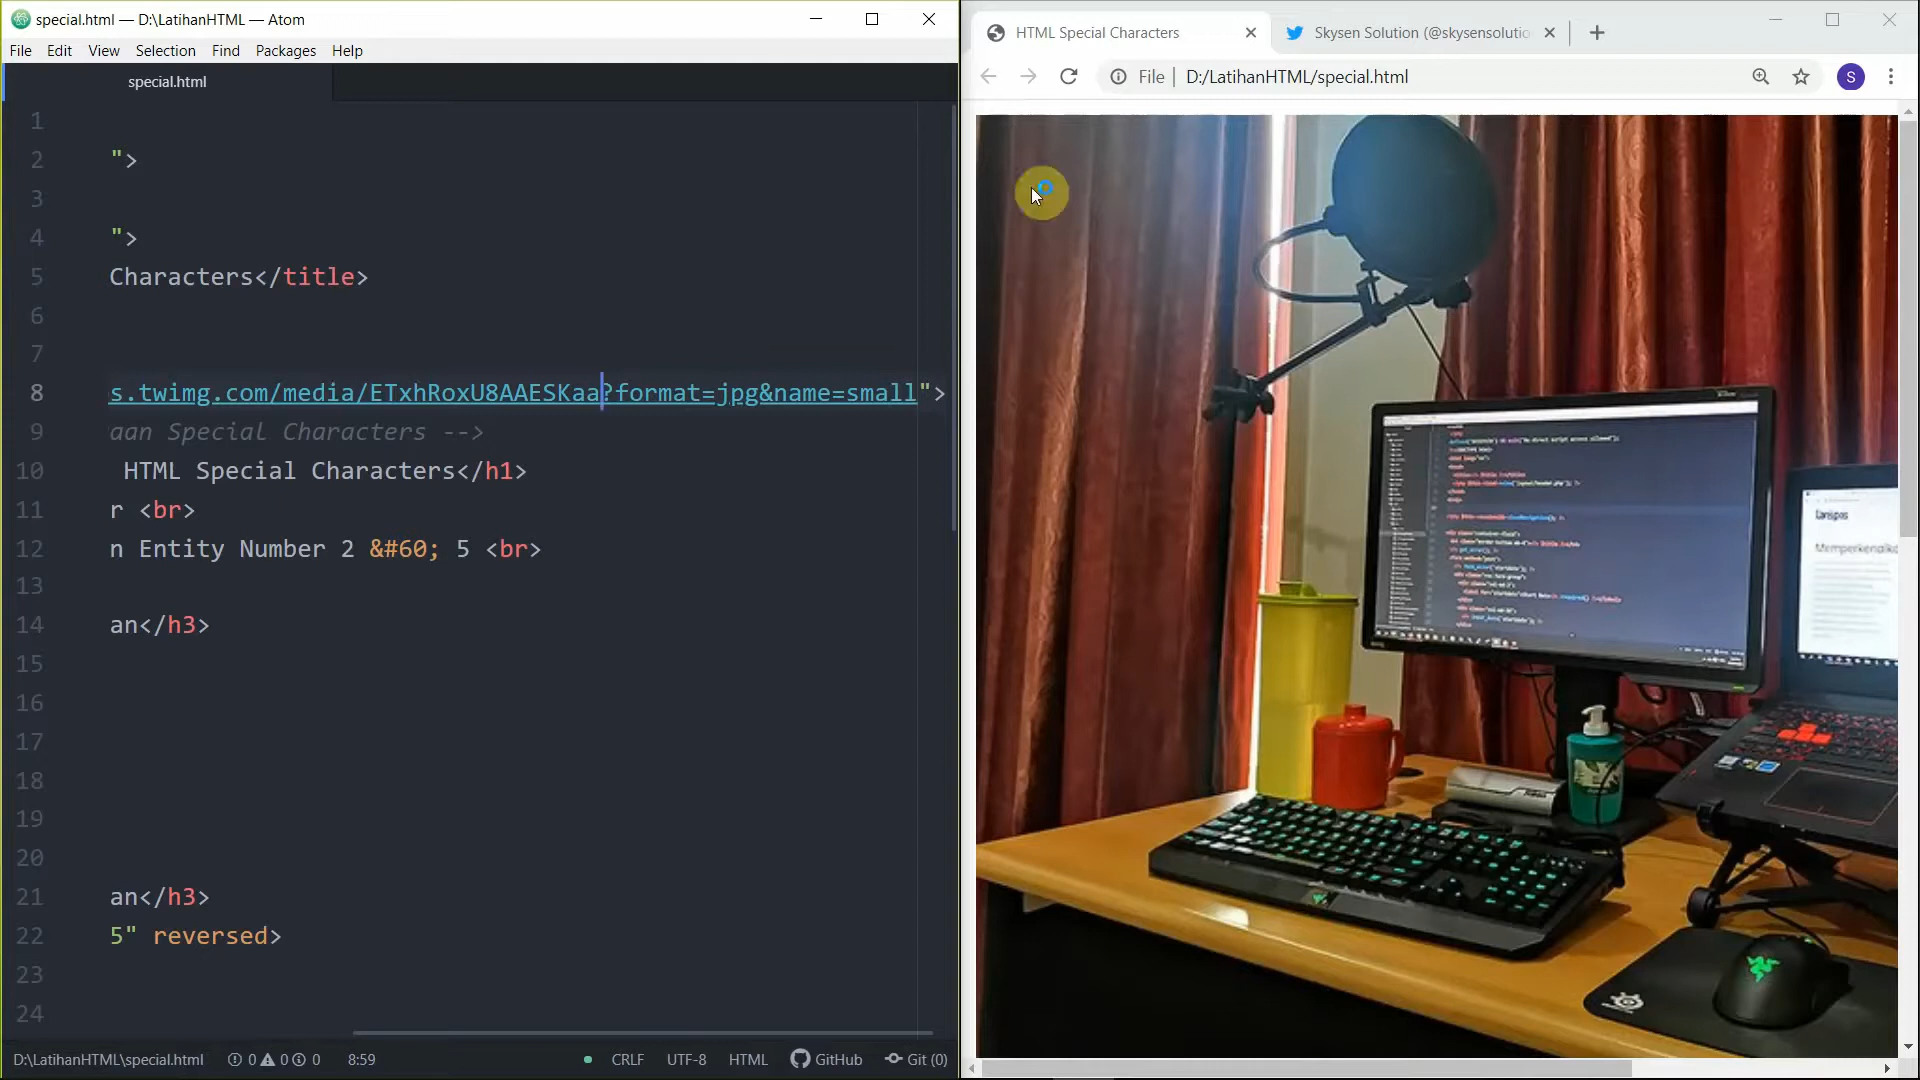 special.html — D:\LatihanHTML — Atom
File Edit View Selection Find Packages Help
special.html
1
2 ">
3
4 ">
5 Characters</title>
6
7
8 s.twimg.com/media/ETxhRoxU8AAESKaa?format=jpg&name=small">
9 aan Special Characters -->
10 HTML Special Characters</h1>
11 r <br>
12 n Entity Number 2 &#60; 5 <br>
13
14 an</h3>
15
16
17
18
19
20
21 an</h3>
22 5" reversed>
23
24
D:\LatihanHTML\special.html 0 0 0 8:59 CRLF UTF-8 HTML GitHub Git (0)
HTML Special Characters
Skysen Solution (@skysensolutio
File D:/LatihanHTML/special.html S
Memperkenalka